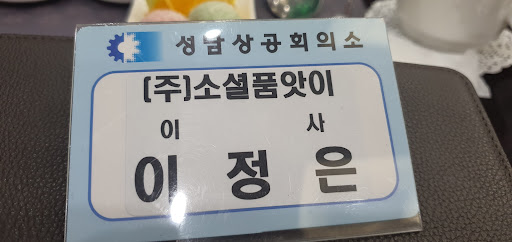 성남상공회의소
(주)소셜품앗이
이 사
이 정 은